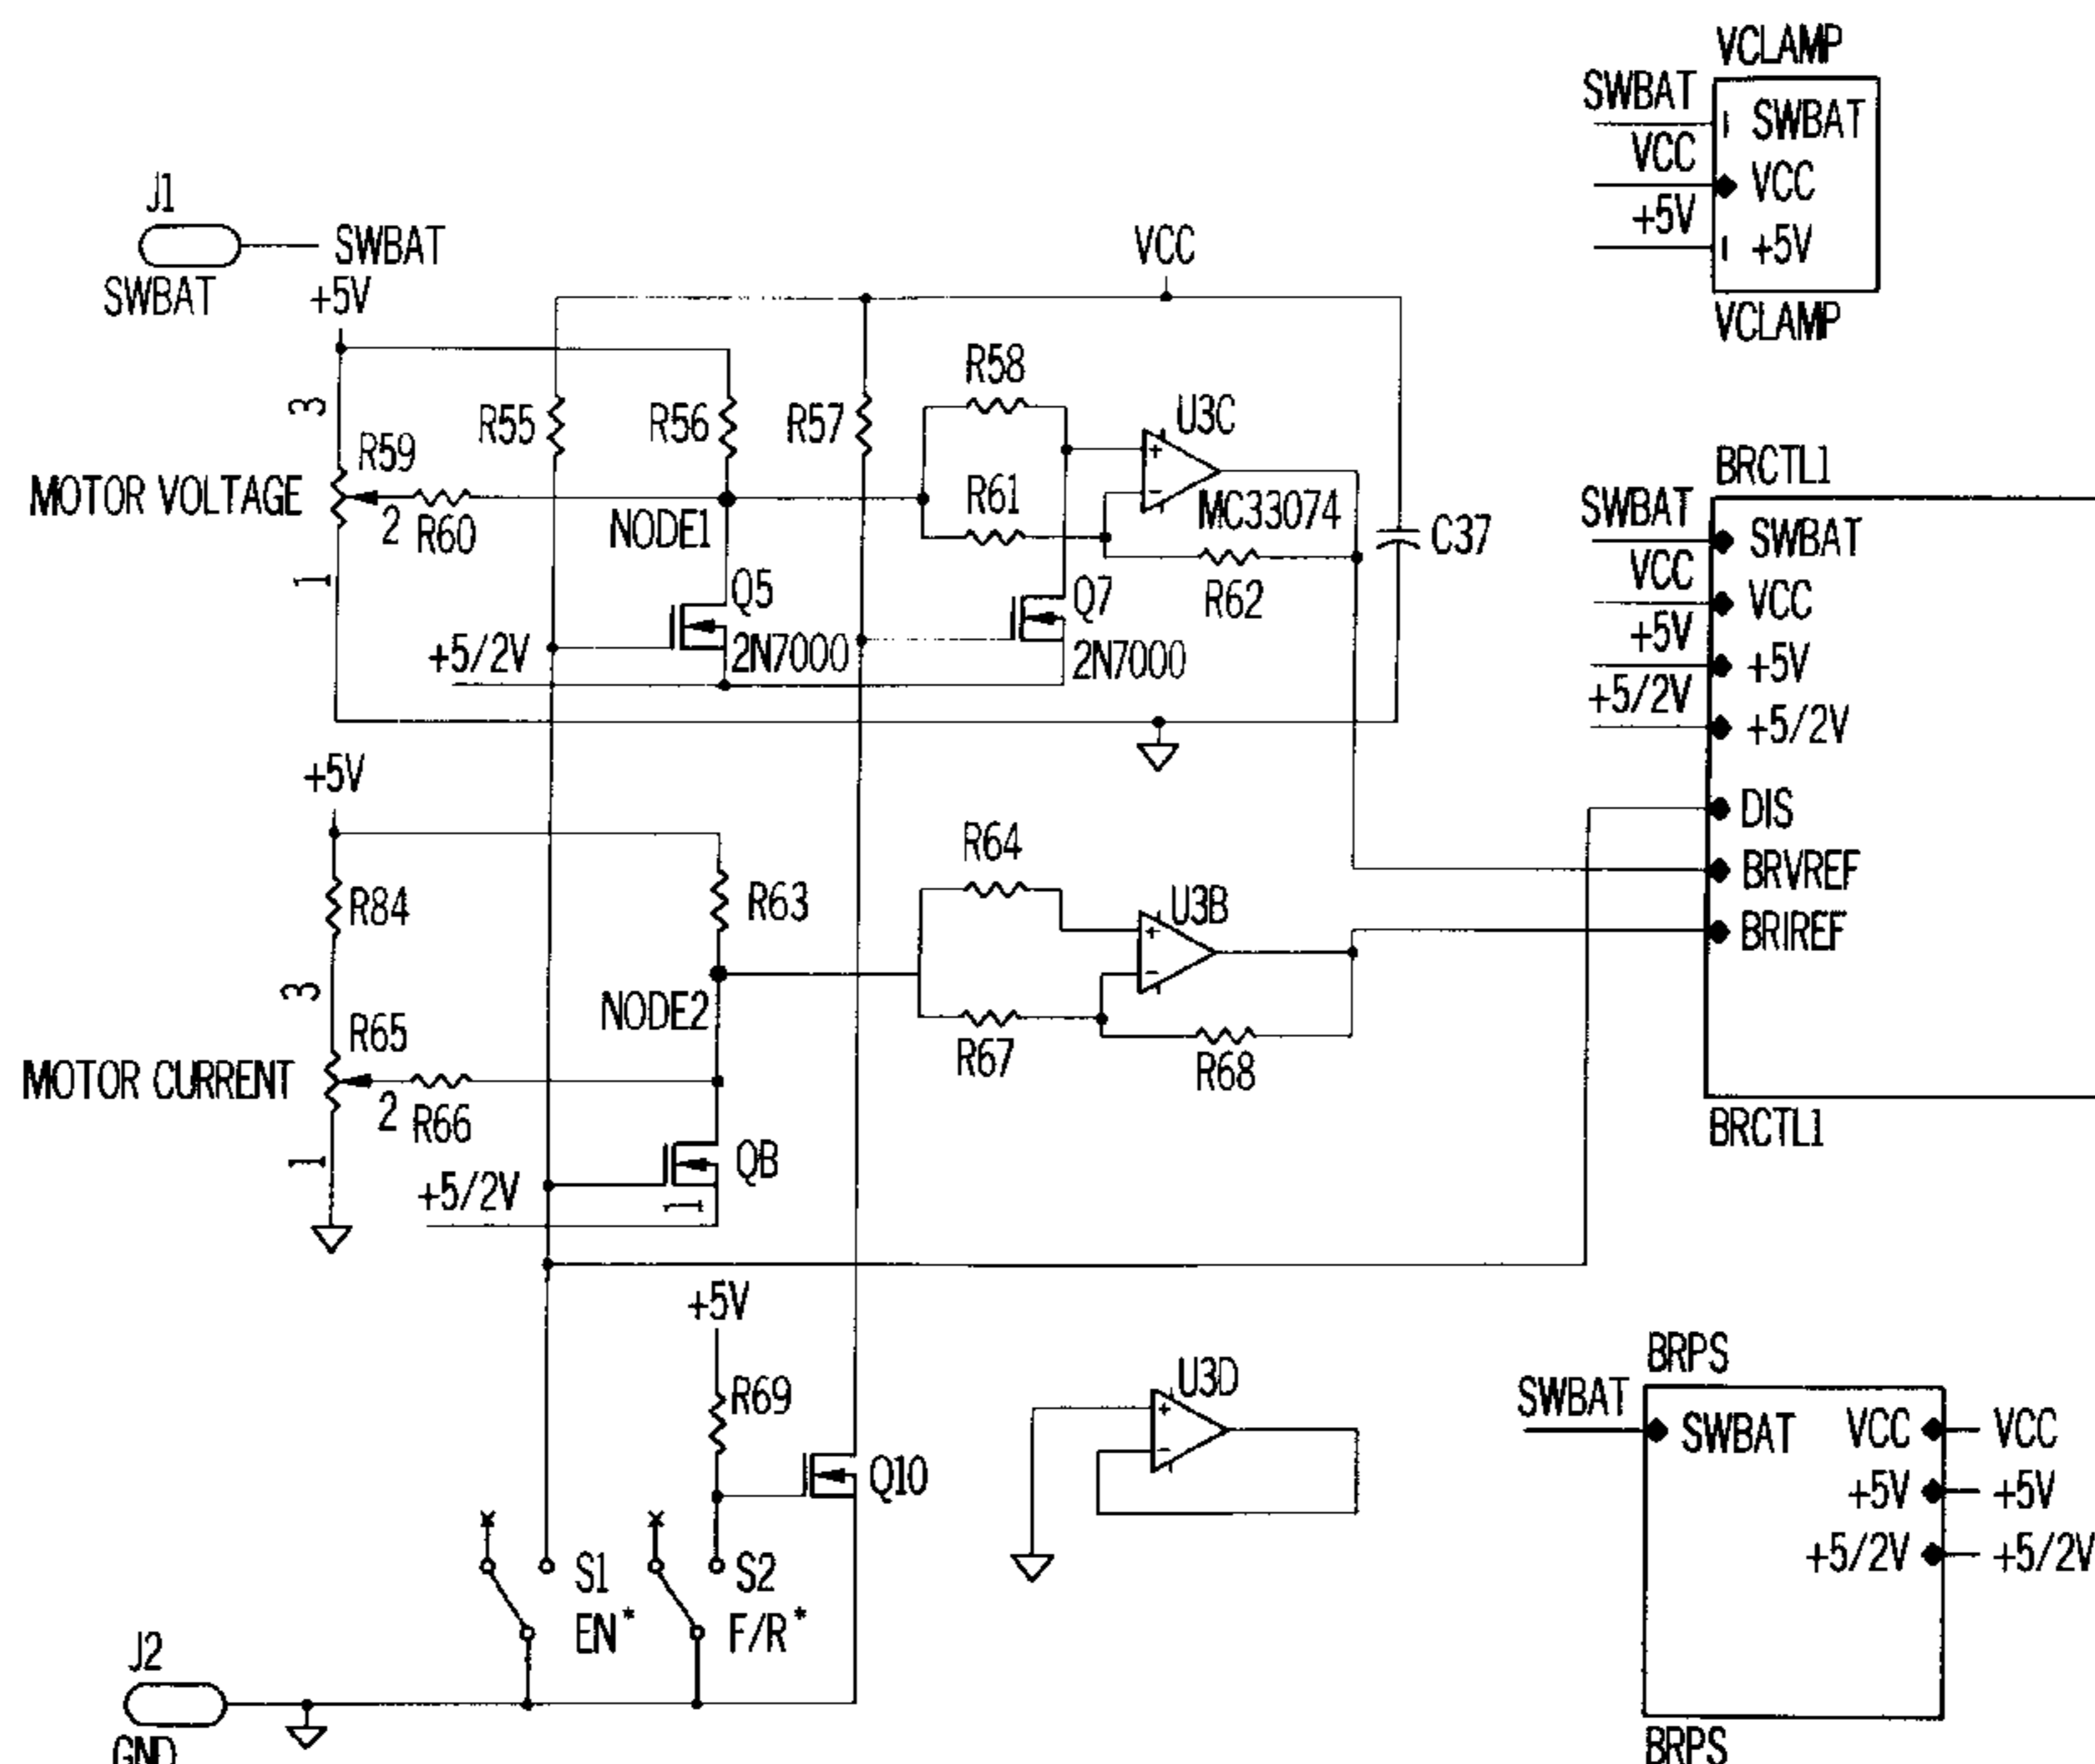 VCLAMP
SWBAT
SWBAT
VCC
VCC
+5V
+5V
VCLAMP
J1
SWBAT
SWBAT
+5V
VCC
3
R59
R55
R56
R57
R58
U3C
MOTOR VOLTAGE
2
R60
NODE1
R61
MC33074
C37
1
Q5
Q7
R62
+5/2V
2N7000
2N7000
BRCTL1
SWBAT
SWBAT
VCC
VCC
+5V
+5V
+5/2V
+5/2V
DIS
BRVREF
BRIREF
BRCTL1
+5V
R84
R63
R64
U3B
3
R65
NODE2
MOTOR CURRENT
2
R66
R67
R68
1
QB
+5/2V
1
+5V
R69
Q10
U3D
S1
EN*
S2
F/R*
J2
GND
BRPS
SWBAT
SWBAT
VCC
VCC
+5V
+5V
+5/2V
+5/2V
BRPS